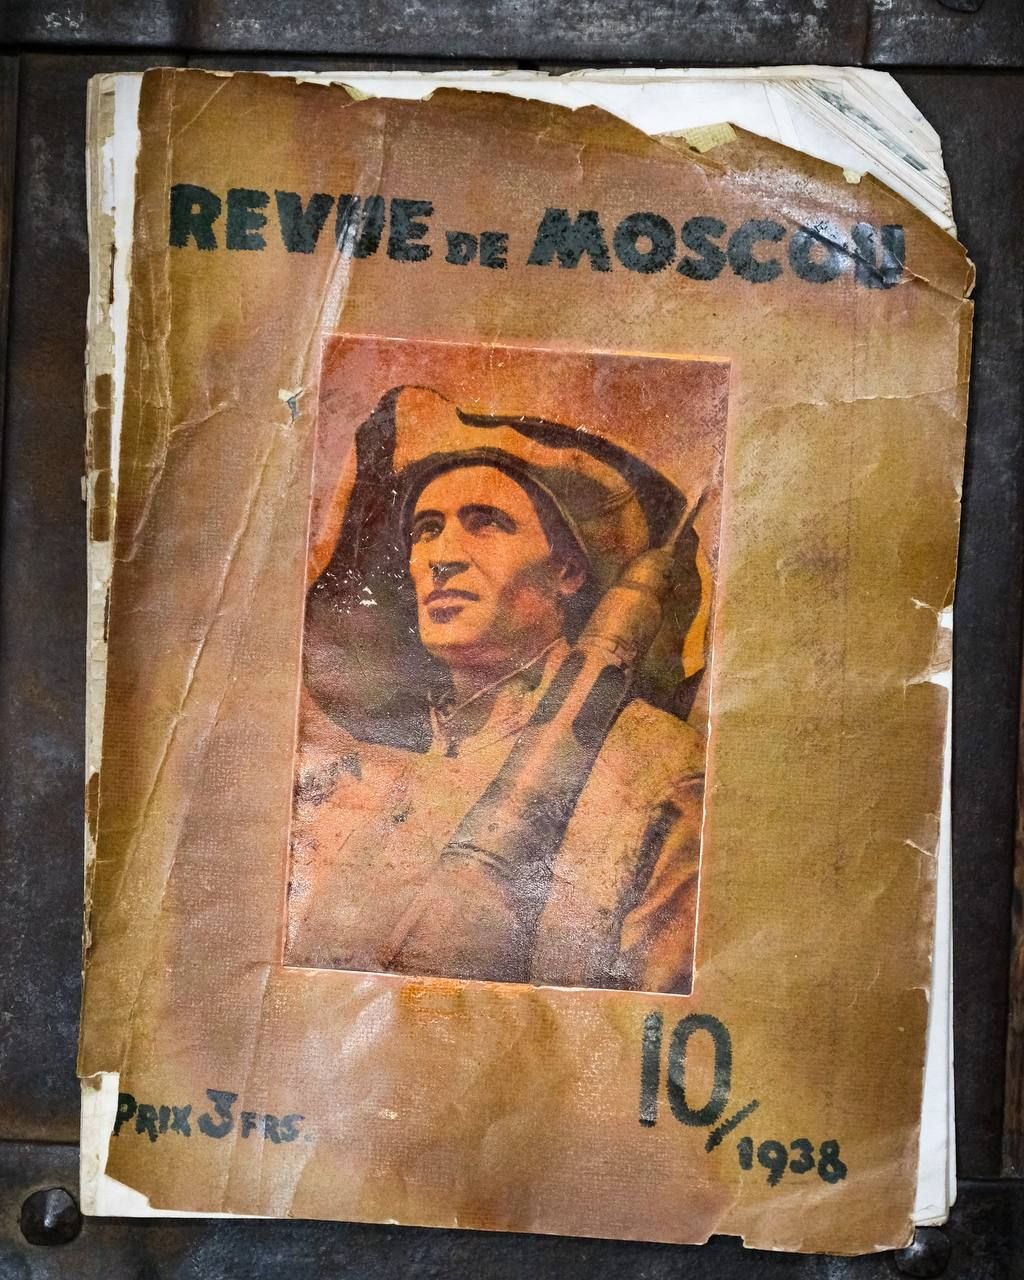 REVUE DE MOSCOU
10/1938
PRIX 3 FRS.